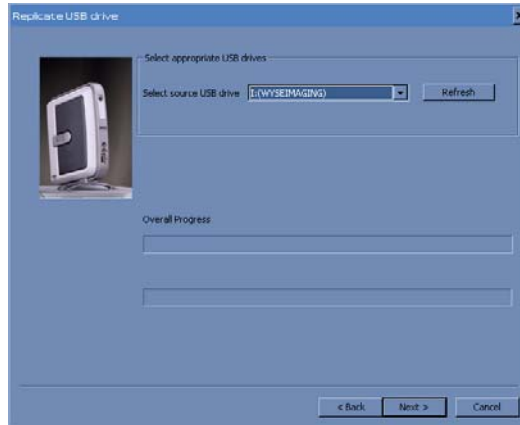 Replicate USB drive
Select appropriate USB drives
Select source USB drive I:(WYSEIMAGING) Refresh
Overall Progress
< Back Next > Cancel